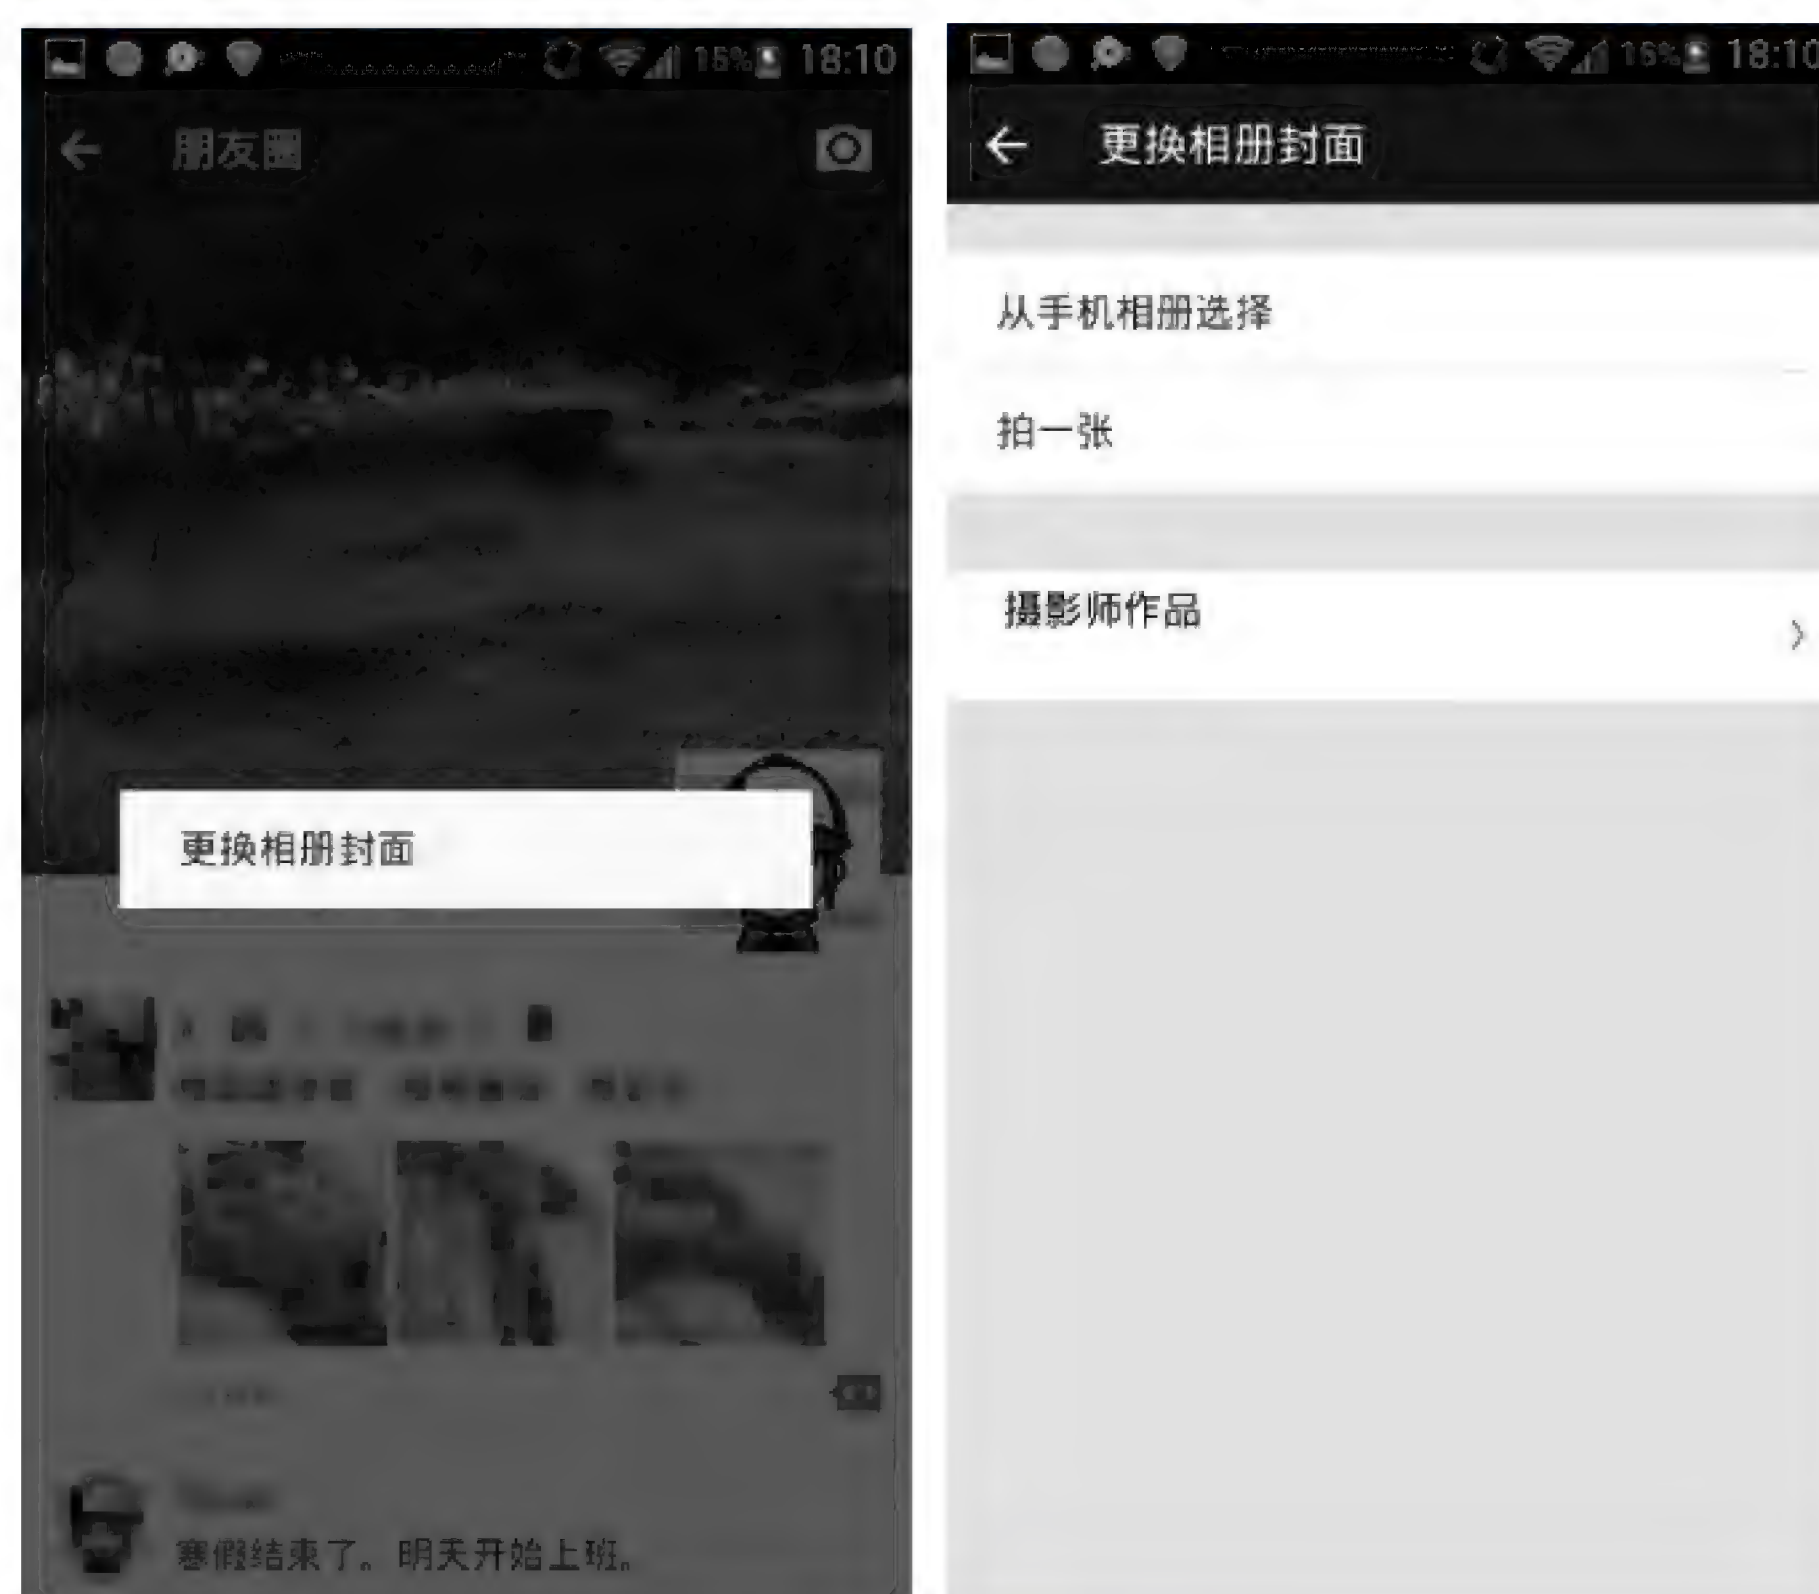 15% 18:10
朋友圈
更换相册封面
寒假结束了。明天开始上班。
15% 18:10
更换相册封面
从手机相册选择
拍一张
摄影师作品